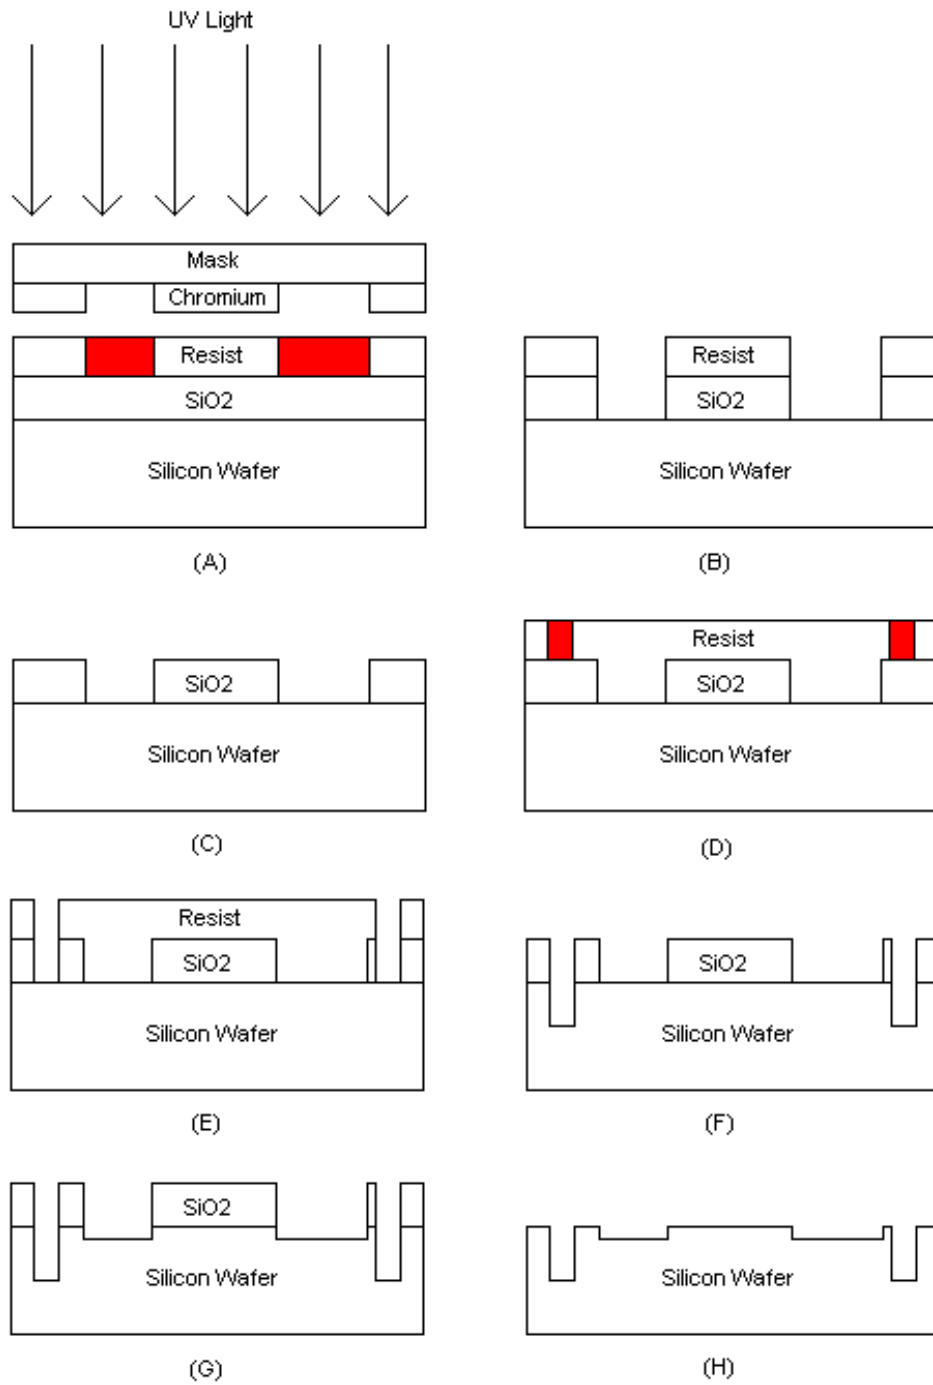 UV Light
Mask
Chromium
Resist
SiO2
Silicon Wafer
(A)
Resist
SiO2
Silicon Wafer
(B)
SiO2
Silicon Wafer
(C)
Resist
SiO2
Silicon Wafer
(D)
Resist
SiO2
Silicon Wafer
(E)
SiO2
Silicon Wafer
(F)
SiO2
Silicon Wafer
(G)
Silicon Wafer
(H)